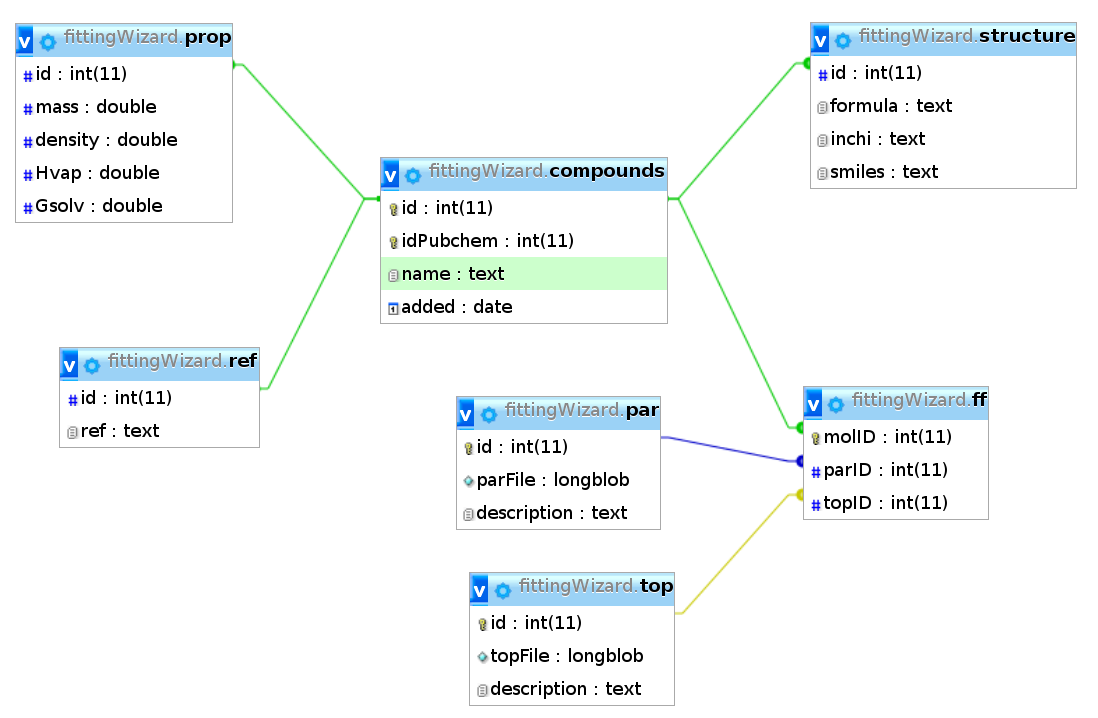 v fittingWizard.prop
#id : int(11)
#mass : double
#density : double
#Hvap : double
#Gsolv : double
v fittingWizard.structure
#id : int(11)
formula : text
inchi : text
smiles : text
v fittingWizard.compounds
id : int(11)
idPubchem : int(11)
name : text
added : date
v fittingWizard.ref
#id : int(11)
ref : text
v fittingWizard.par
id : int(11)
parFile : longblob
description : text
v fittingWizard.ff
molID : int(11)
#parID : int(11)
#topID : int(11)
v fittingWizard.top
id : int(11)
topFile : longblob
description : text